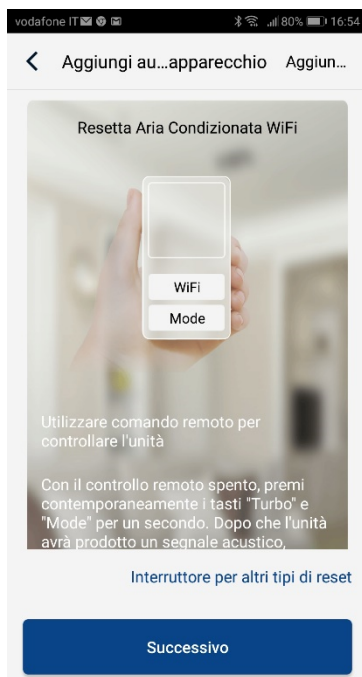 vodafone IT 80% 16:54
Aggiungi au...apparecchio Aggiun...
Resetta Aria Condizionata WiFi
WiFi
Mode
Utilizzare comando remoto per
controllare l'unità
Con il controllo remoto spento, premi
contemporaneamente i tasti "Turbo" e
"Mode" per un secondo. Dopo che l'unità
avrà prodotto un segnale acustico,
Interruttore per altri tipi di reset
Successivo